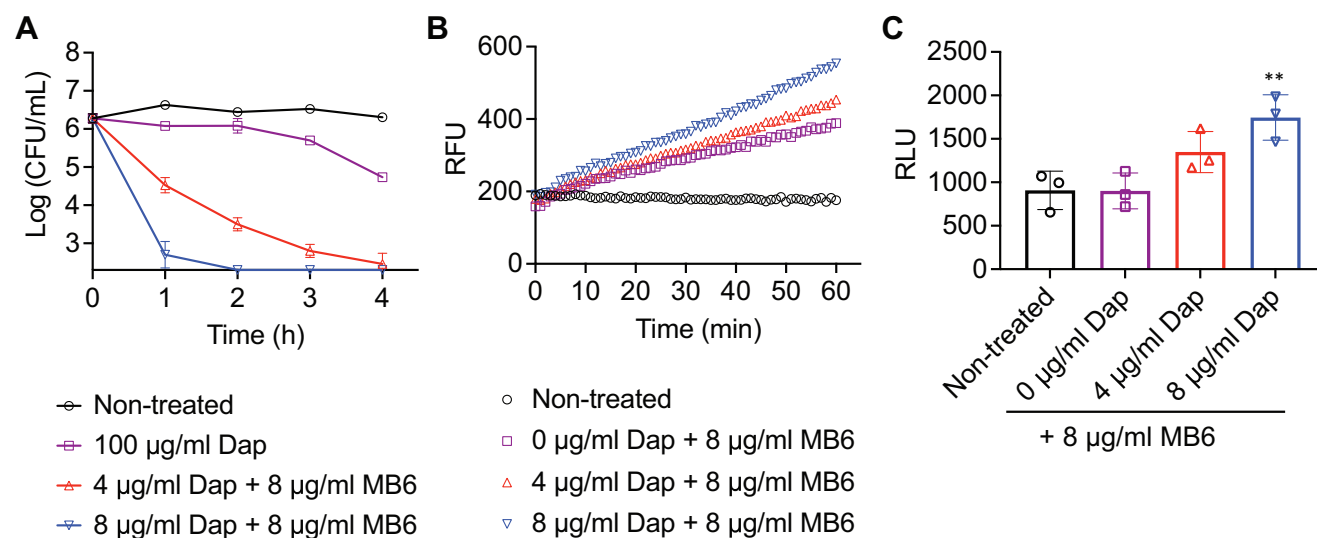 A
Log (CFU/mL)
8
7
6
5
4
3
0 1 2 3 4
Time (h)
Non-treated
100 µg/ml Dap
4 µg/ml Dap + 8 µg/ml MB6
8 µg/ml Dap + 8 µg/ml MB6
B
RFU
600
400
200
0
0 10 20 30 40 50 60
Time (min)
Non-treated
0 µg/ml Dap + 8 µg/ml MB6
4 µg/ml Dap + 8 µg/ml MB6
8 µg/ml Dap + 8 µg/ml MB6
C
RLU
2500
2000
1500
1000
500
0
**
Non-treated
0 µg/ml Dap
4 µg/ml Dap
8 µg/ml Dap
+ 8 µg/ml MB6